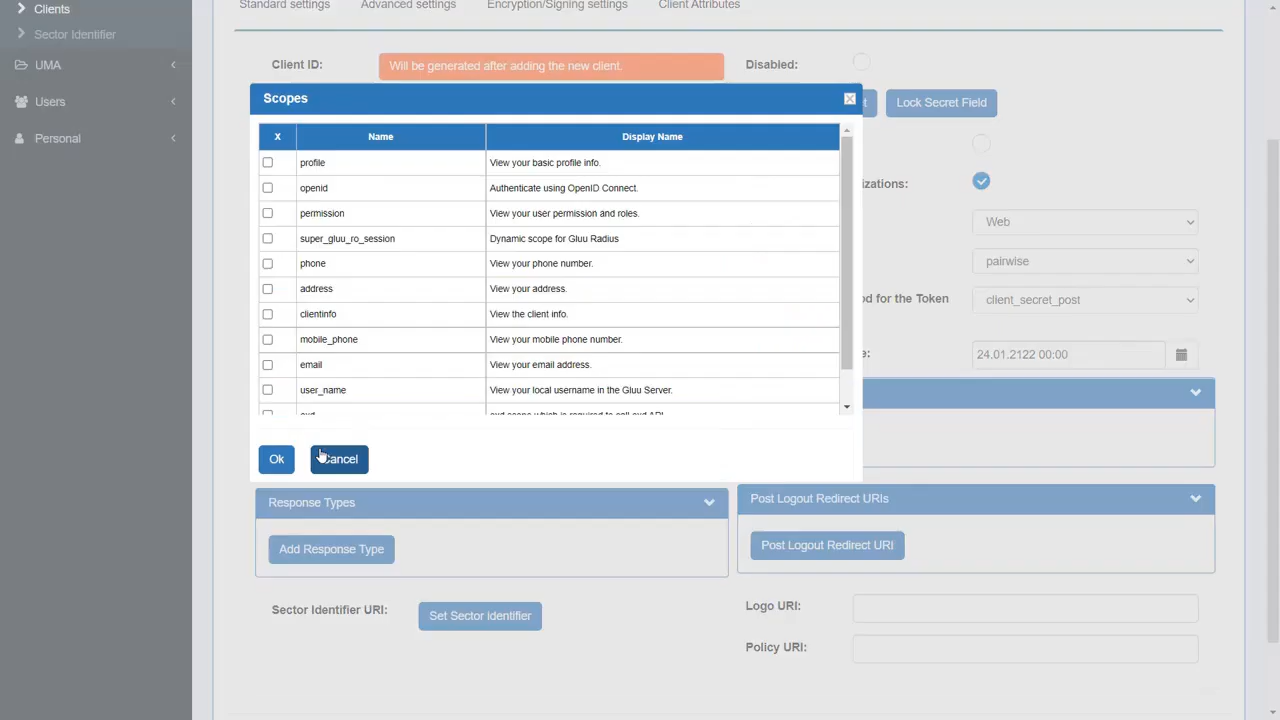 Clients
Standard settings
Advanced settings
Encryption/Signing settings
Client Attributes
Sector Identifier
UMA
Users
Personal
Client ID:
Will be generated after adding the new client.
Disabled:
Lock Secret Field
Scopes
X
Name
Display Name
profile
View your basic profile info.
openid
Authenticate using OpenID Connect.
permission
View your user permission and roles.
super_gluu_ro_session
Dynamic scope for Gluu Radius
phone
View your phone number.
address
View your address.
clientinfo
View the client info.
mobile_phone
View your mobile phone number.
email
View your email address.
user_name
View your local username in the Gluu Server.
Ok
Cancel
izations:
Web
pairwise
od for the Token
client_secret_post
e:
24.01.2122 00:00
Response Types
Add Response Type
Post Logout Redirect URIs
Post Logout Redirect URI
Sector Identifier URI:
Set Sector Identifier
Logo URI:
Policy URI: